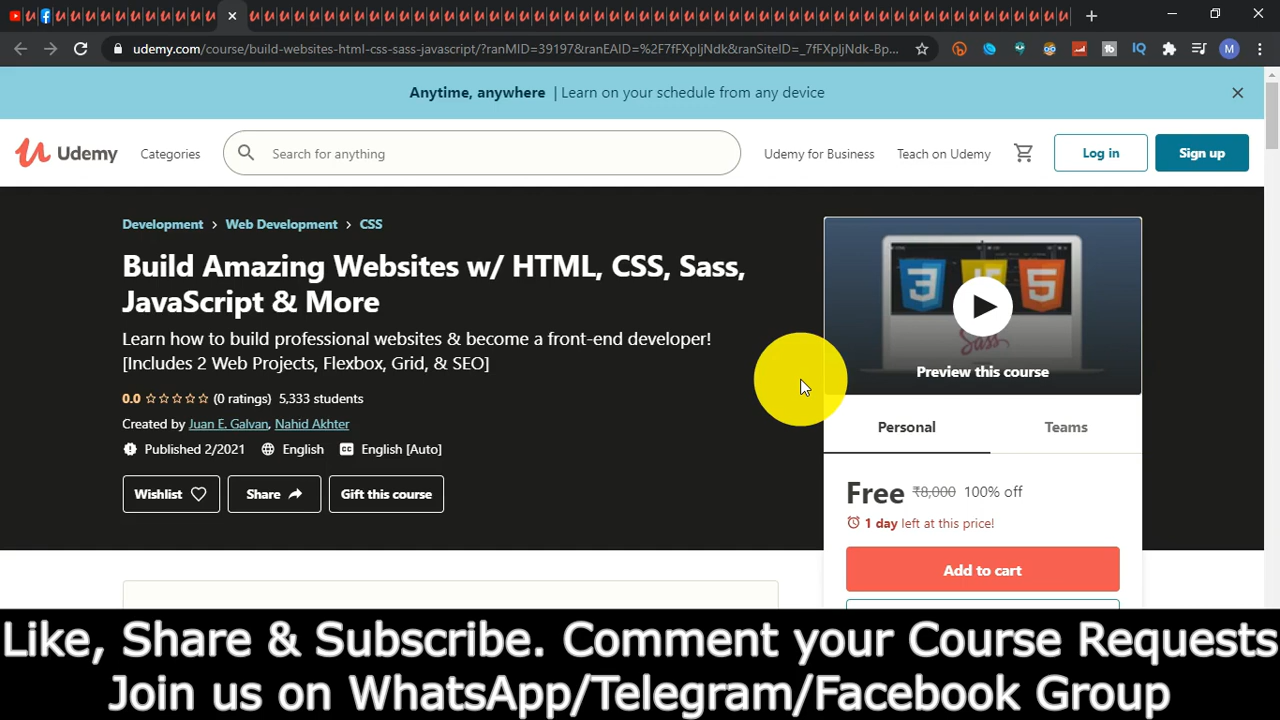 udemy.com/course/build-websites-html-css-sass-javascript/?ranMID=39197&ranEAID=%2F7fFXpIjNdk&ranSiteID=_7fFXpIjNdk-Bp...
IQ
M
Anytime, anywhere | Learn on your schedule from any device
Udemy
Categories
Search for anything
Udemy for Business
Teach on Udemy
Log in
Sign up
Development > Web Development > CSS
Build Amazing Websites w/ HTML, CSS, Sass,
JavaScript & More
Learn how to build professional websites & become a front-end developer!
[Includes 2 Web Projects, Flexbox, Grid, & SEO]
0.0 (0 ratings) 5,333 students
Created by Juan E. Galvan, Nahid Akhter
Published 2/2021 English English [Auto]
Wishlist
Share
Gift this course
Sass
Preview this course
Personal
Teams
Free ₹8,000 100% off
1 day left at this price!
Add to cart
Like, Share & Subscribe. Comment your Course Requests
Join us on WhatsApp/Telegram/Facebook Group